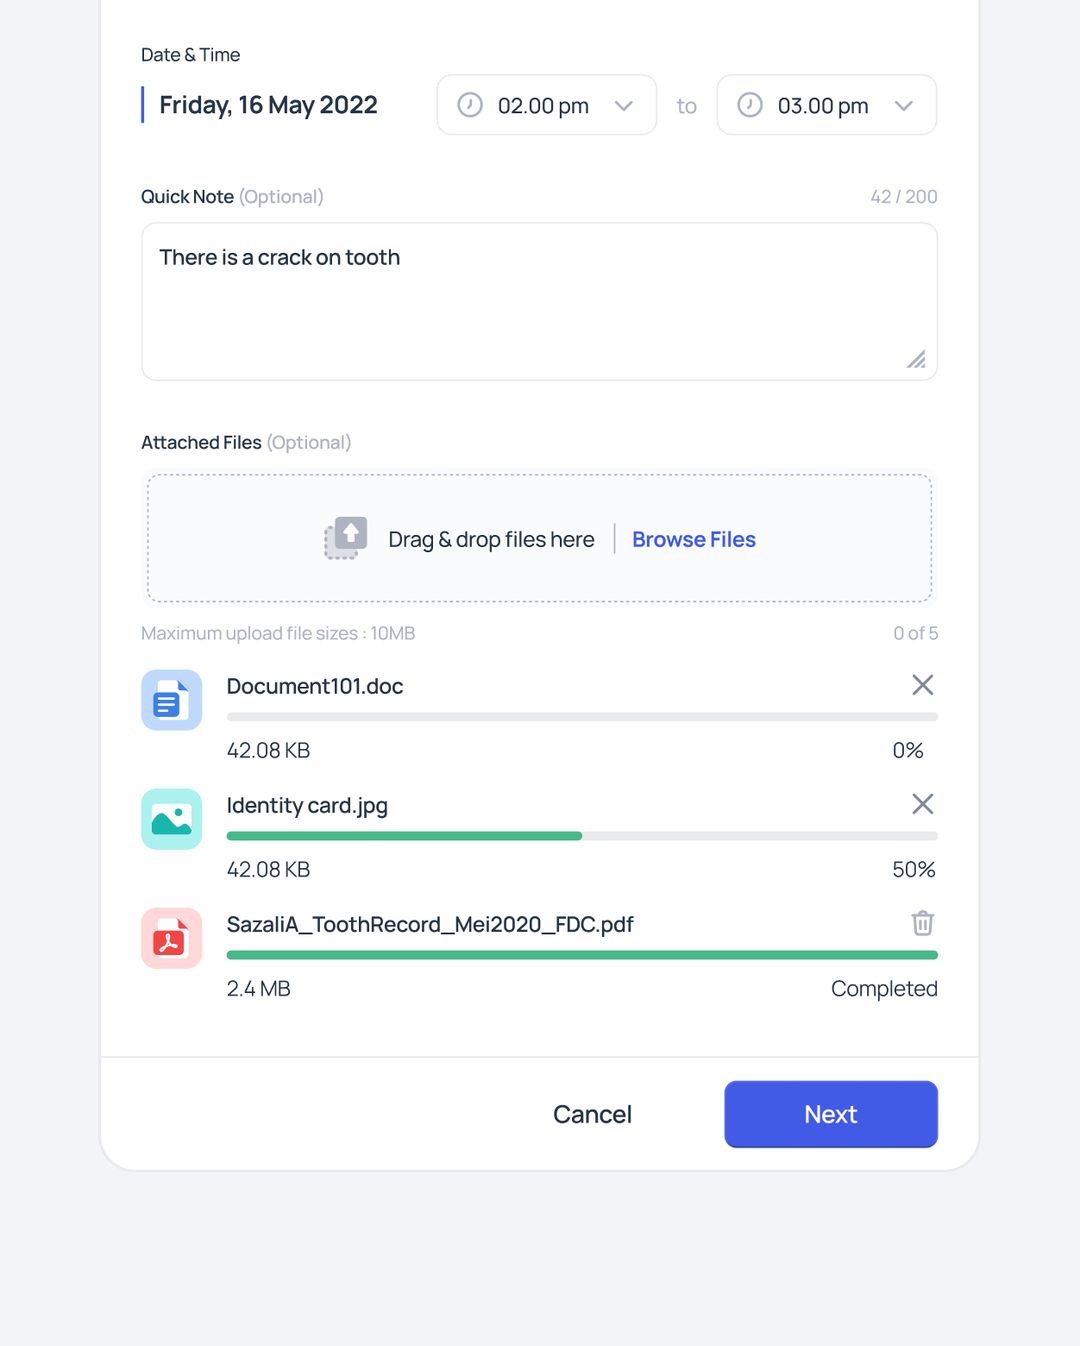 Date & Time
Friday, 16 May 2022
02.00 pm
to
03.00 pm
Quick Note (Optional)
42 / 200
There is a crack on tooth
Attached Files (Optional)
Drag & drop files here
Browse Files
Maximum upload file sizes : 10MB
0 of 5
Document101.doc
42.08 KB
0%
Identity card.jpg
42.08 KB
50%
SazaliA_ToothRecord_Mei2020_FDC.pdf
2.4 MB
Completed
Cancel
Next